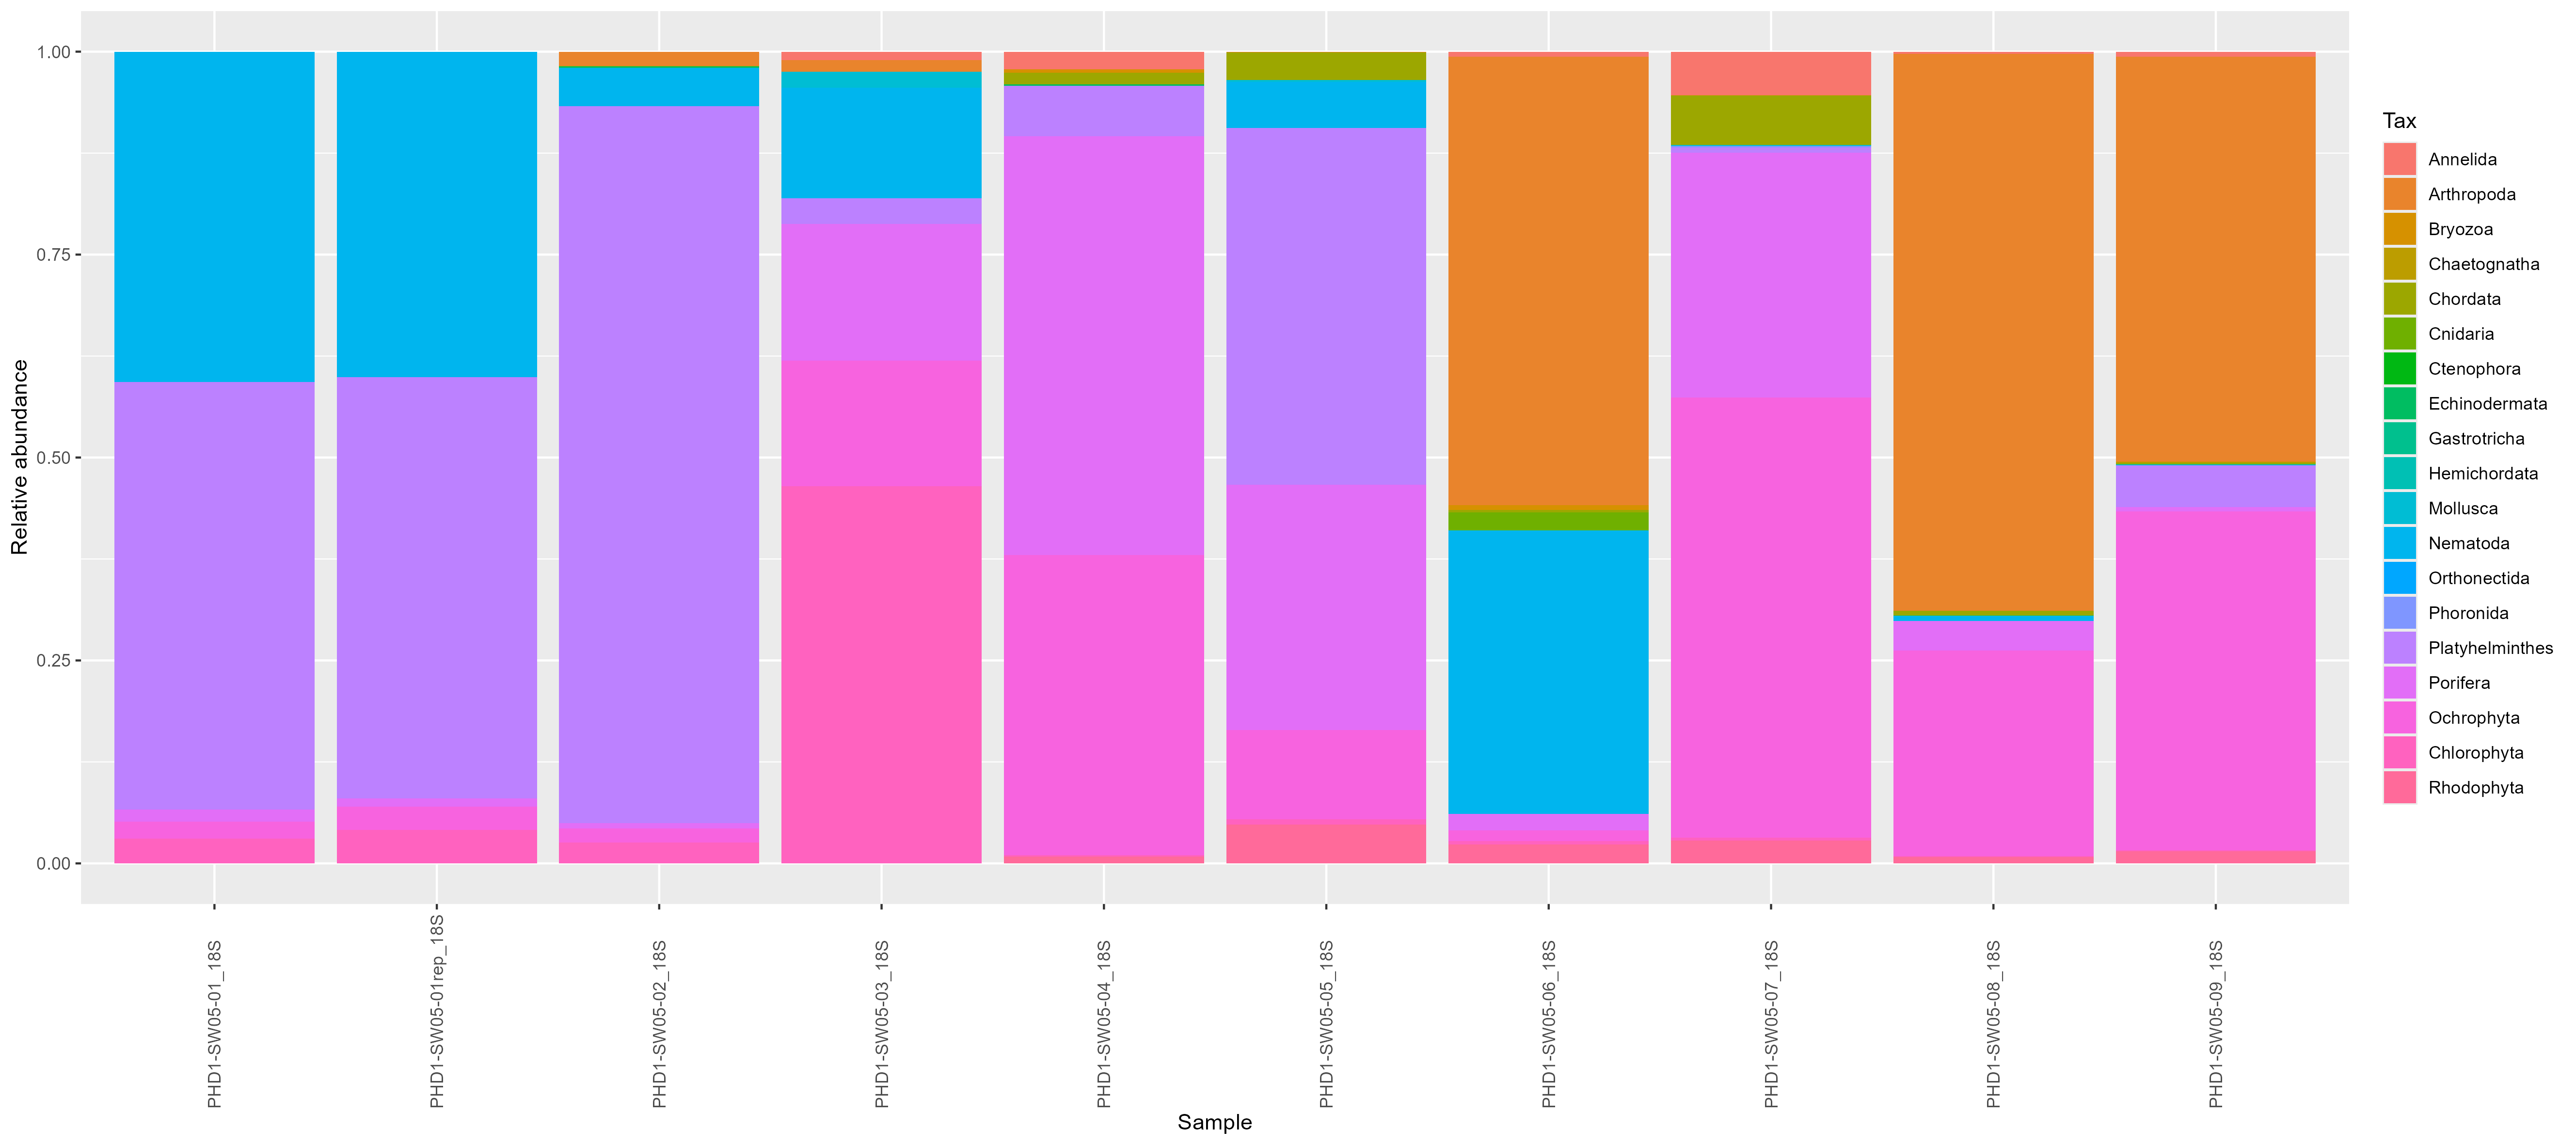 Relative abundance
1.00
0.75
0.50
0.25
0.00
PHD1-SW05-01_18S
PHD1-SW05-01rep_18S
PHD1-SW05-02_18S
PHD1-SW05-03_18S
PHD1-SW05-04_18S
PHD1-SW05-05_18S
PHD1-SW05-06_18S
PHD1-SW05-07_18S
PHD1-SW05-08_18S
PHD1-SW05-09_18S
Sample
Tax
Annelida
Arthropoda
Bryozoa
Chaetognatha
Chordata
Cnidaria
Ctenophora
Echinodermata
Gastrotricha
Hemichordata
Mollusca
Nematoda
Orthonectida
Phoronida
Platyhelminthes
Porifera
Ochrophyta
Chlorophyta
Rhodophyta